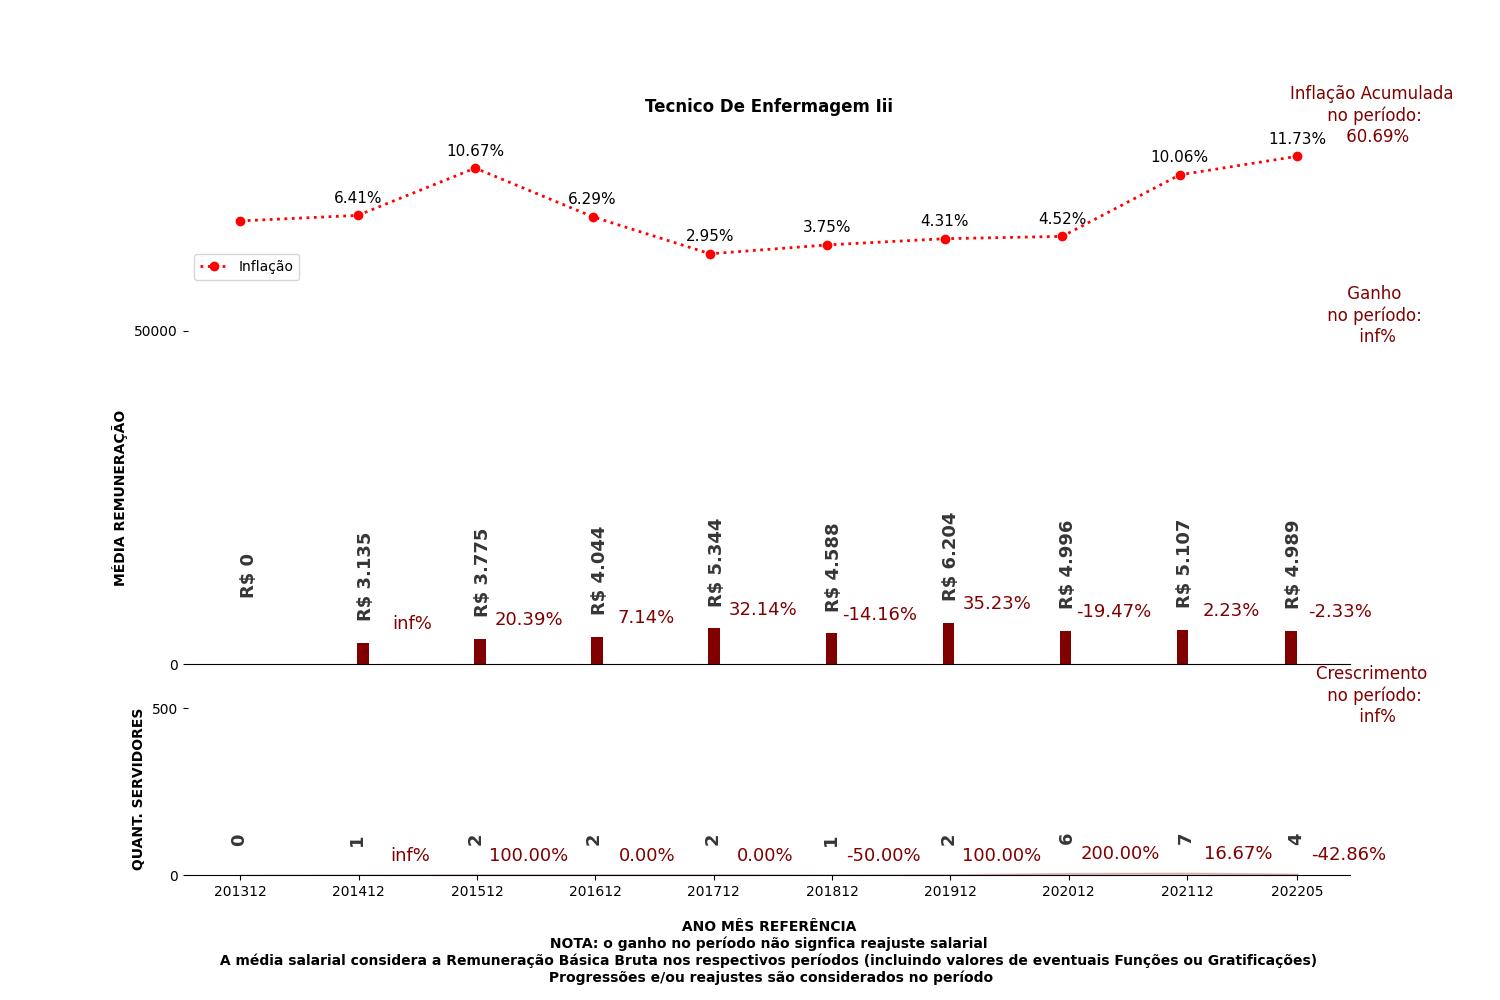 Tecnico De Enfermagem Iii
Inflação Acumulada
no período:
60.69%
6.41%
10.67%
6.29%
2.95%
3.75%
4.31%
4.52%
10.06%
11.73%
Inflação
Ganho
no período:
inf%
50000
0
MÉDIA REMUNERAÇÃO
R$ 0
R$ 3.135
R$ 3.775
R$ 4.044
R$ 5.344
R$ 4.588
R$ 6.204
R$ 4.996
R$ 5.107
R$ 4.989
inf%
20.39%
7.14%
32.14%
-14.16%
35.23%
-19.47%
2.23%
-2.33%
Crescrimento
no período:
inf%
500
0
QUANT. SERVIDORES
0
1
2
2
2
1
2
6
7
4
inf%
100.00%
0.00%
0.00%
-50.00%
100.00%
200.00%
16.67%
-42.86%
201312
201412
201512
201612
201712
201812
201912
202012
202112
202205
ANO MÊS REFERÊNCIA
NOTA: o ganho no período não signfica reajuste salarial
A média salarial considera a Remuneração Básica Bruta nos respectivos períodos (incluindo valores de eventuais Funções ou Gratificações)
Progressões e/ou reajustes são considerados no período